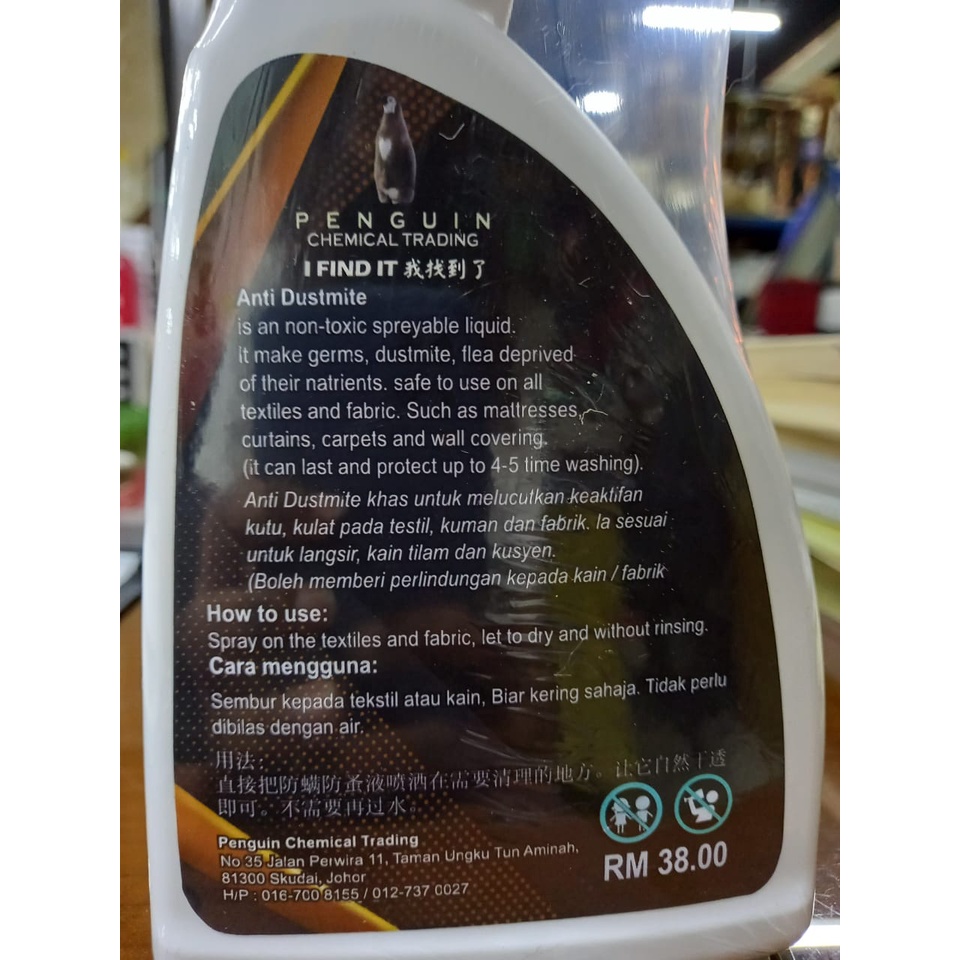 PENGUIN
CHEMICAL TRADING
I FIND IT 我找到了
Anti Dustmite
is an non-toxic spreyable liquid.
it make germs, dustmite, flea deprived
of their natrients. safe to use on all
textiles and fabric. Such as mattresses,
curtains, carpets and wall covering.
(it can last and protect up to 4-5 time washing).
Anti Dustmite khas untuk melucutkan keaktifan
kutu, kulat pada testil, kuman dan fabrik. Ia sesuai
untuk langsir, kain tilam dan kusyen.
(Boleh memberi perlindungan kepada kain / fabrik
How to use:
Spray on the textiles and fabric, let to dry and without rinsing.
Cara mengguna:
Sembur kepada tekstil atau kain, Biar kering sahaja. Tidak perlu
dibilas dengan air.
用法:
直接把防螨防蚤液喷洒在需要清理的地方。让它自然干透
即可。不需要再过水。
Penguin Chemical Trading
No 35 Jalan Perwira 11, Taman Ungku Tun Aminah,
81300 Skudai, Johor
H/P : 016-700 8155 / 012-737 0027
RM 38.00